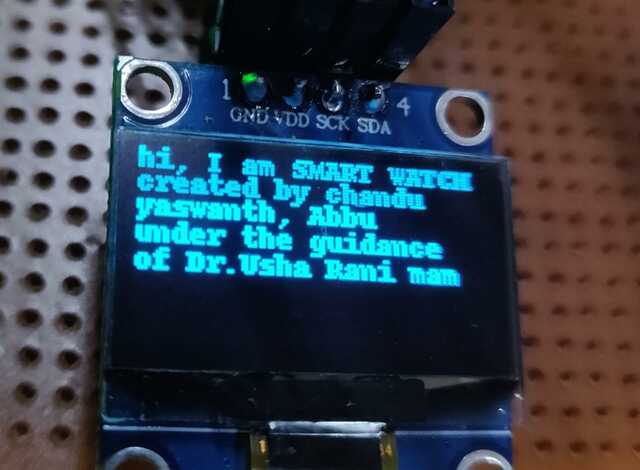 1 4
GND VDD SCK SDA
hi, I am SMART WATCH
created by chandu
yaswanth, Abbu
under the guidance
of Dr.Usha Rani mam